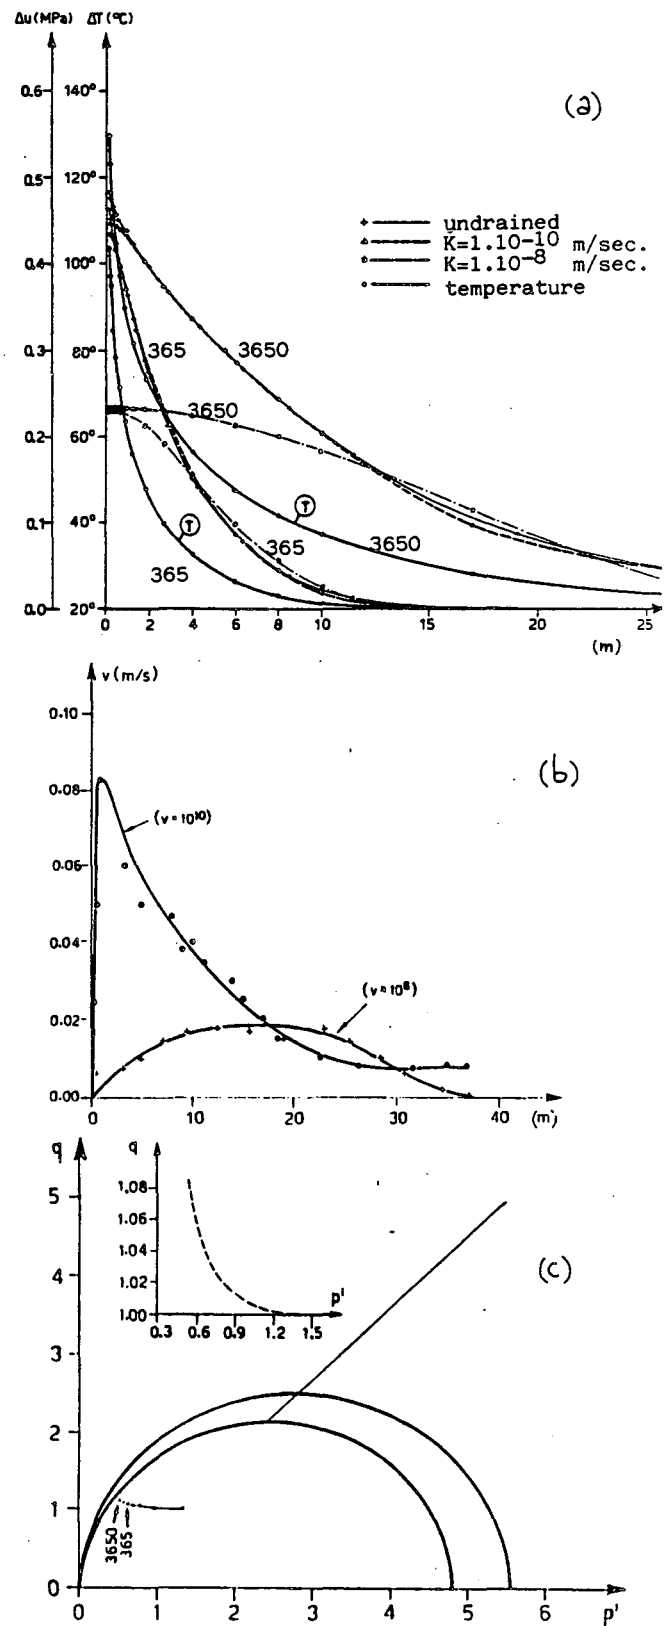 Δu(MPa) ΔT(°C)
(a)
0.6 140°
0.5 120°
0.4 100°
0.3 80°
0.2 60°
0.1 40°
0.0 20°
undrained
K=1.10-10 m/sec.
K=1.10-8 m/sec.
temperature
365
3650
3650
T
T
365
3650
365
0 2 4 6 8 10 15 20 25
(m)
v(m/s)
(b)
0.10
0.08
0.06
0.04
0.02
0.00
(v=10¹⁰)
(v=10⁸)
0 10 20 30 40 (m)
q
(c)
5
4
3
2
1
0
q
1.08
1.06
1.04
1.02
1.00
p'
0.3 0.6 0.9 1.2 1.5
3650
365
0 1 2 3 4 5 6 p'